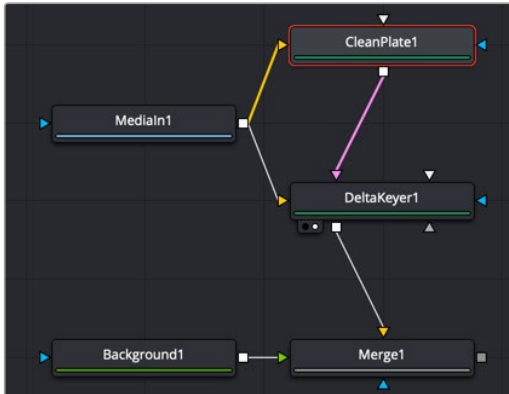 CleanPlate1
MediaIn1
DeltaKeyer1
Background1
Merge1